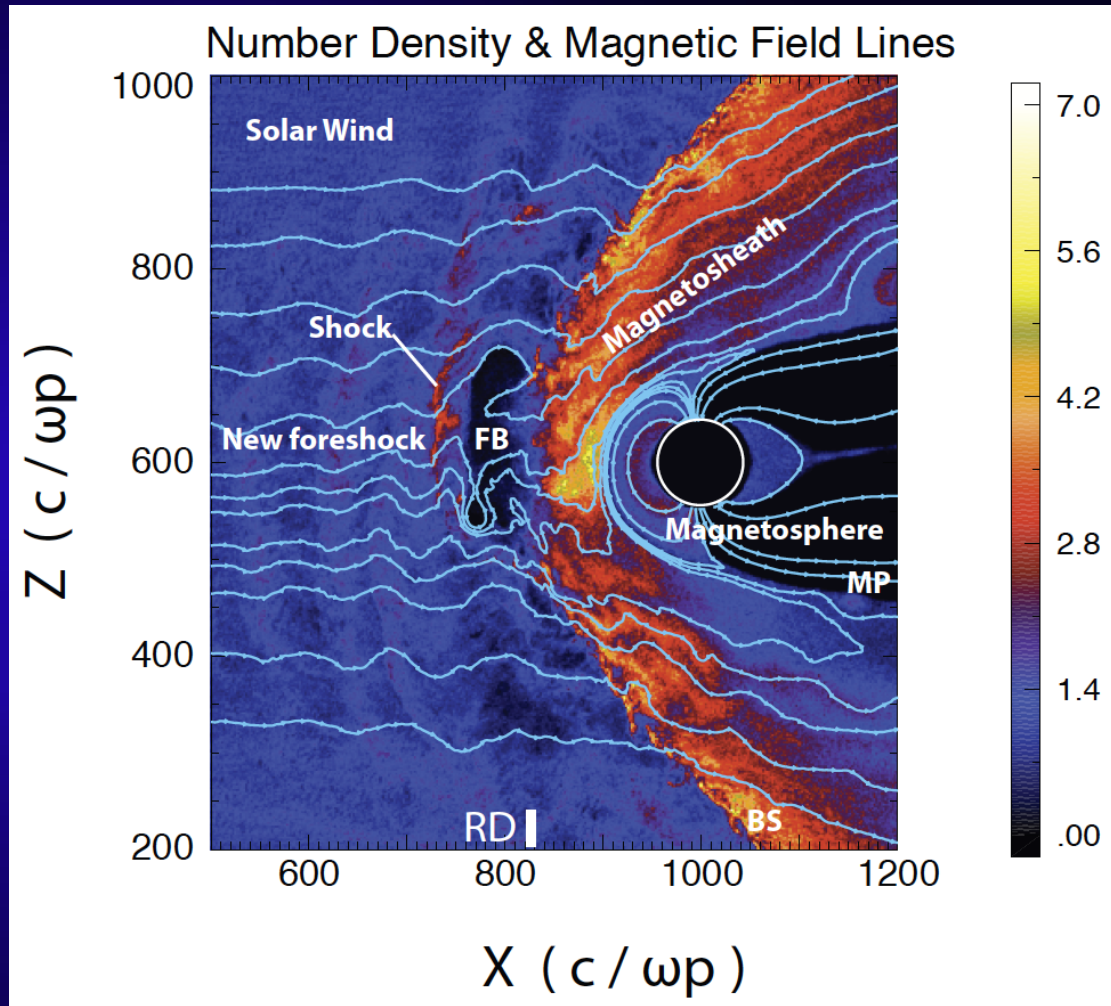 Number Density & Magnetic Field Lines
1000
800
600
400
200
Z ( c / ωp )
Solar Wind
Magnetosheath
Shock
New foreshock
FB
Magnetosphere
MP
RD
BS
600
800
1000
1200
X ( c / ωp )
7.0
5.6
4.2
2.8
1.4
.00